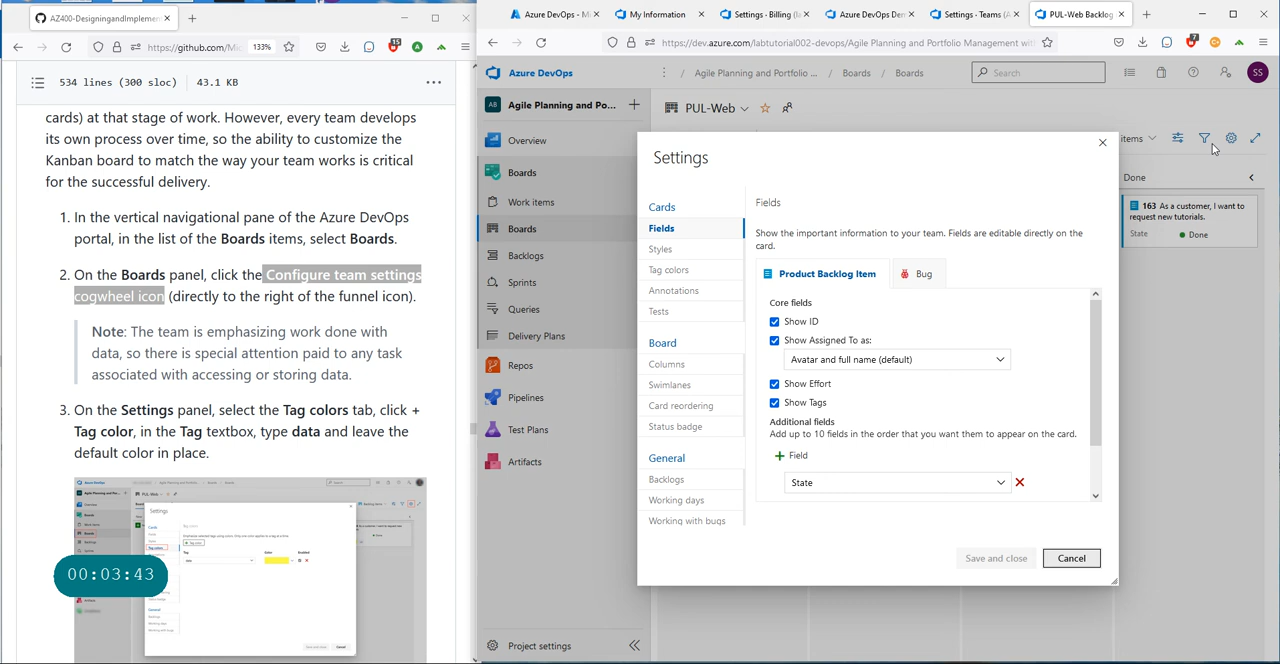 AZ400-DesigningandImplemen
https://github.com/Mi
133%
15
534 lines (300 sloc)
43.1 KB
cards) at that stage of work. However, every team develops
its own process over time, so the ability to customize the
Kanban board to match the way your team works is critical
for the successful delivery.
1. In the vertical navigational pane of the Azure DevOps
portal, in the list of the Boards items, select Boards.
2. On the Boards panel, click the Configure team settings
cogwheel icon (directly to the right of the funnel icon).
Note: The team is emphasizing work done with
data, so there is special attention paid to any task
associated with accessing or storing data.
3. On the Settings panel, select the Tag colors tab, click +
Tag color, in the Tag textbox, type data and leave the
default color in place.
00:03:43
Azure DevOps - Mi
My Information
Settings · Billing (la
Azure DevOps Dem
Settings · Teams (A
PUL-Web Backlog
https://dev.azure.com/labtutorial002-devops/Agile Planning and Portfolio Management wit
7
Azure DevOps
/ Agile Planning and Portfolio ... / Boards / Boards
Search
SS
AB
Agile Planning and Po...
Overview
Boards
Work items
Boards
Backlogs
Sprints
Queries
Delivery Plans
Repos
Pipelines
Test Plans
Artifacts
Project settings
PUL-Web
items
Done
163 As a customer, I want to
request new tutorials.
State
Done
Settings
Cards
Fields
Styles
Tag colors
Annotations
Tests
Board
Columns
Swimlanes
Card reordering
Status badge
General
Backlogs
Working days
Working with bugs
Fields
Show the important information to your team. Fields are editable directly on the
card.
Product Backlog Item
Bug
Core fields
Show ID
Show Assigned To as:
Avatar and full name (default)
Show Effort
Show Tags
Additional fields
Add up to 10 fields in the order that you want them to appear on the card.
Field
State
Save and close
Cancel